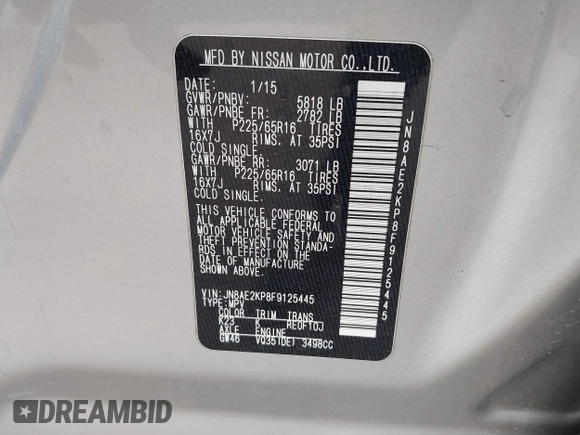 MFD BY NISSAN MOTOR CO.,LTD.
DATE: 1/15
GVWR/PNBV: 5818 LB
GAWR/PNBE FR: 2782 LB
WITH P225/65R16 TIRES
16X7J RIMS. AT 35PSI
COLD SINGLE.
GAWR/PNBE RR: 3071 LB
WITH P225/65R16 TIRES
16X7J RIMS. AT 35PSI
COLD SINGLE.
THIS VEHICLE CONFORMS TO
ALL APPLICABLE FEDERAL
MOTOR VEHICLE SAFETY AND
THEFT PREVENTION STANDA-
RDS IN EFFECT ON THE
DATE OF MANUFACTURE
SHOWN ABOVE.
VIN: JN8AE2KP8F9125445
TYPE: MPV
COLOR TRIM TRANS
K23 K RE0F10J
AXLE ENGINE
GW46 VQ35(DE) 3498CC
JN8AE2KP8F9125445
DREAMBID